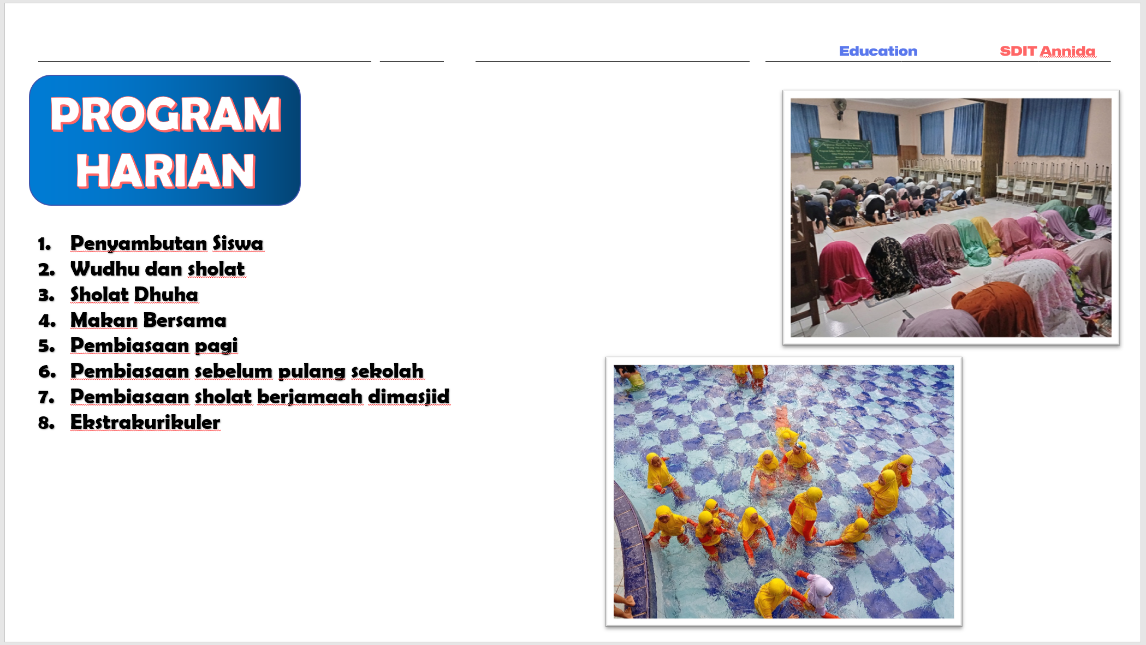 Education SDIT Annida
PROGRAM
HARIAN
1. Penyambutan Siswa
2. Wudhu dan sholat
3. Sholat Dhuha
4. Makan Bersama
5. Pembiasaan pagi
6. Pembiasaan sebelum pulang sekolah
7. Pembiasaan sholat berjamaah dimasjid
8. Ekstrakurikuler